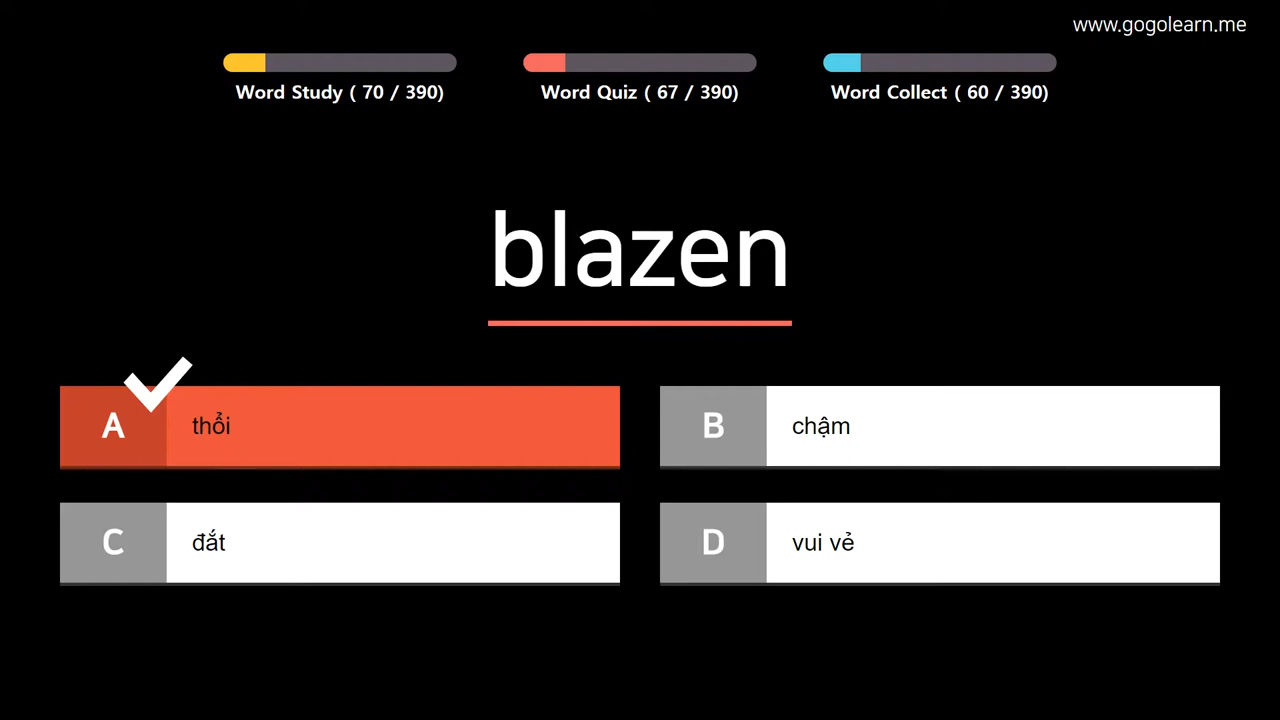 www.gogolearn.me
Word Study ( 70 / 390)
Word Quiz ( 67 / 390)
Word Collect ( 60 / 390)
blazen
A thổi
B chậm
C đắt
D vui vẻ